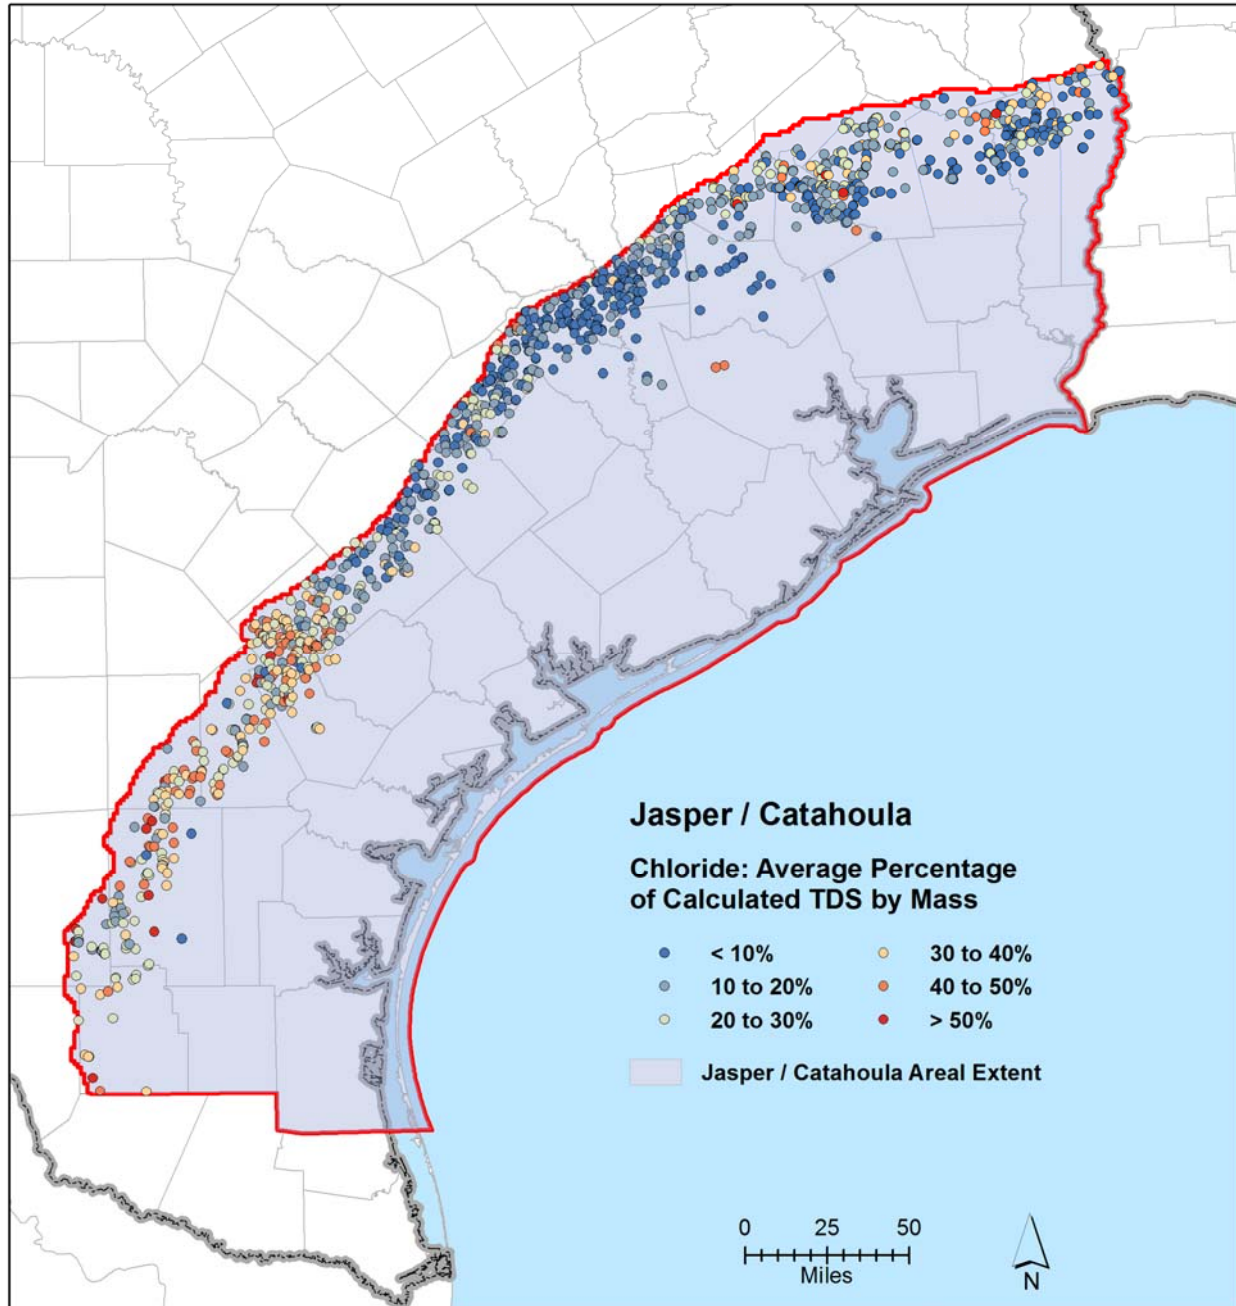 Jasper / Catahoula
Chloride: Average Percentage
of Calculated TDS by Mass
< 10%
30 to 40%
10 to 20%
40 to 50%
20 to 30%
> 50%
Jasper / Catahoula Areal Extent
0 25 50
Miles
N